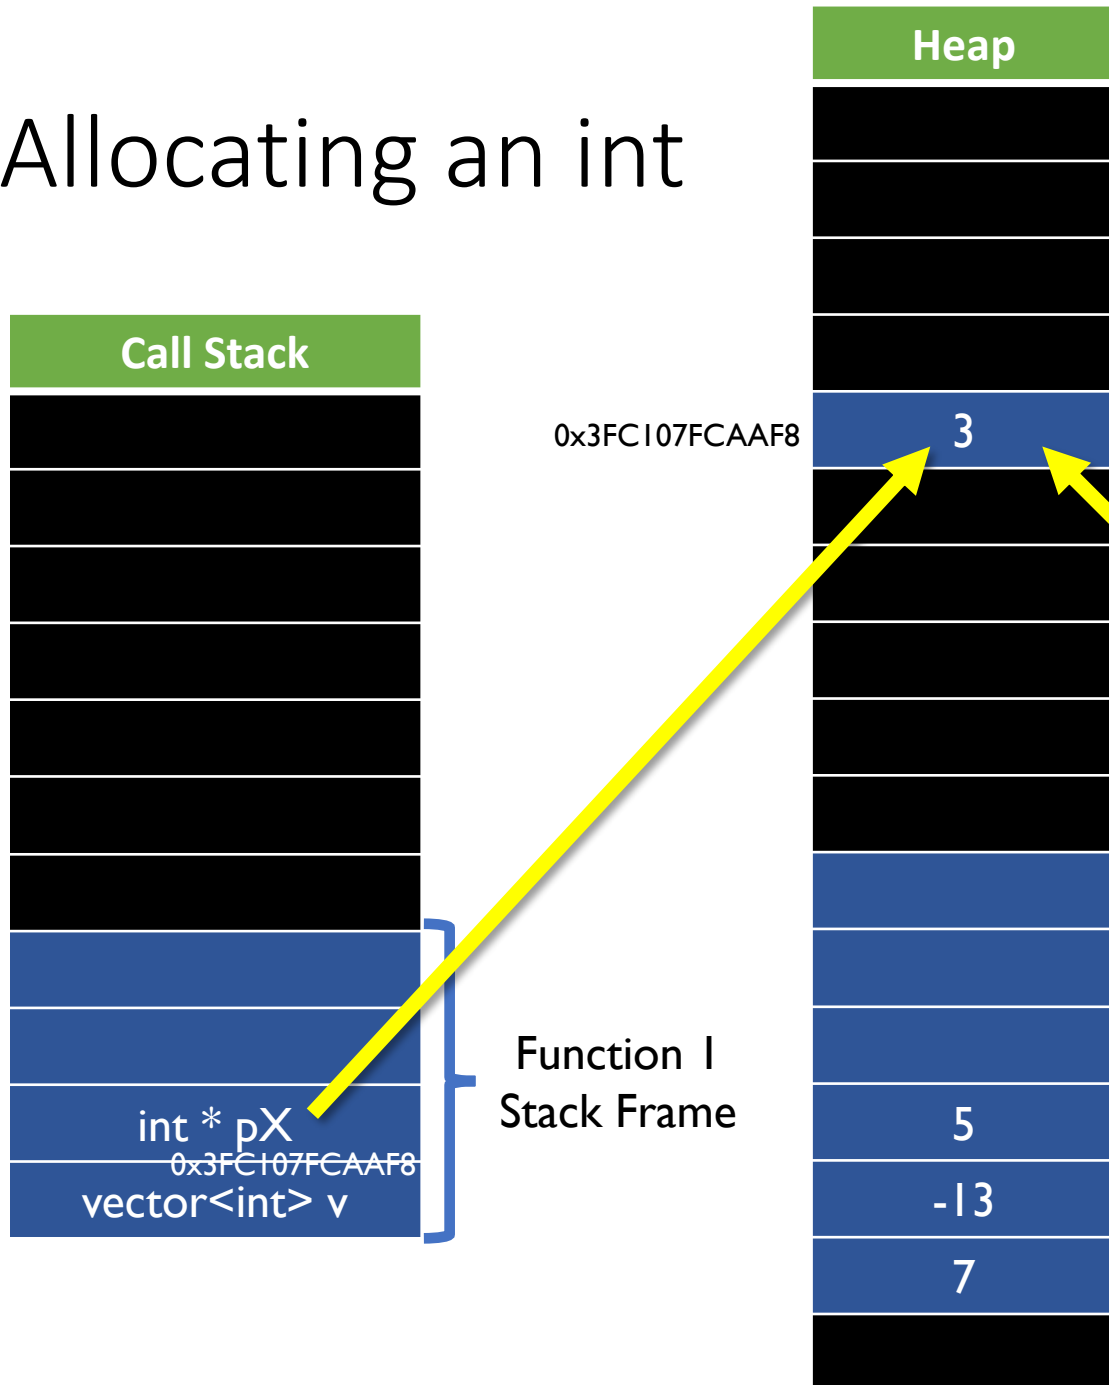 Heap
Allocating an int
Call Stack
0x3FC107FCAAF8
3
Function 1
Stack Frame
int * pX
0x3FC107FCAAF8
vector<int> v
5
-13
7